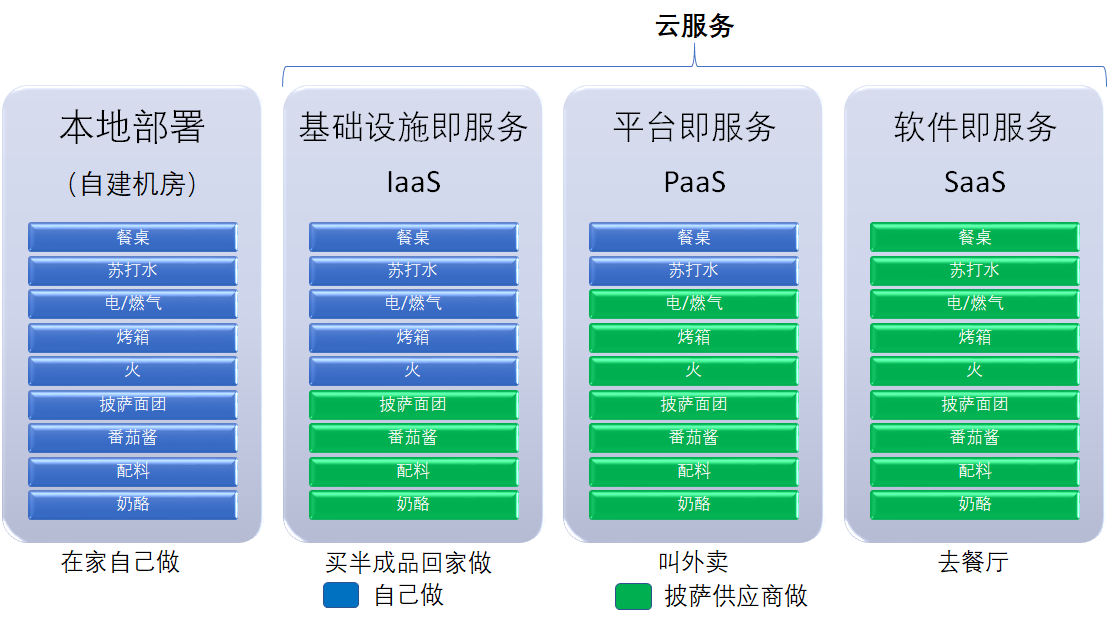 云服务
本地部署
（自建机房）
餐桌
苏打水
电/燃气
烤箱
火
披萨面团
番茄酱
配料
奶酪
在家自己做
基础设施即服务
IaaS
餐桌
苏打水
电/燃气
烤箱
火
披萨面团
番茄酱
配料
奶酪
买半成品回家做
平台即服务
PaaS
餐桌
苏打水
电/燃气
烤箱
火
披萨面团
番茄酱
配料
奶酪
叫外卖
软件即服务
SaaS
餐桌
苏打水
电/燃气
烤箱
火
披萨面团
番茄酱
配料
奶酪
去餐厅
自己做
披萨供应商做